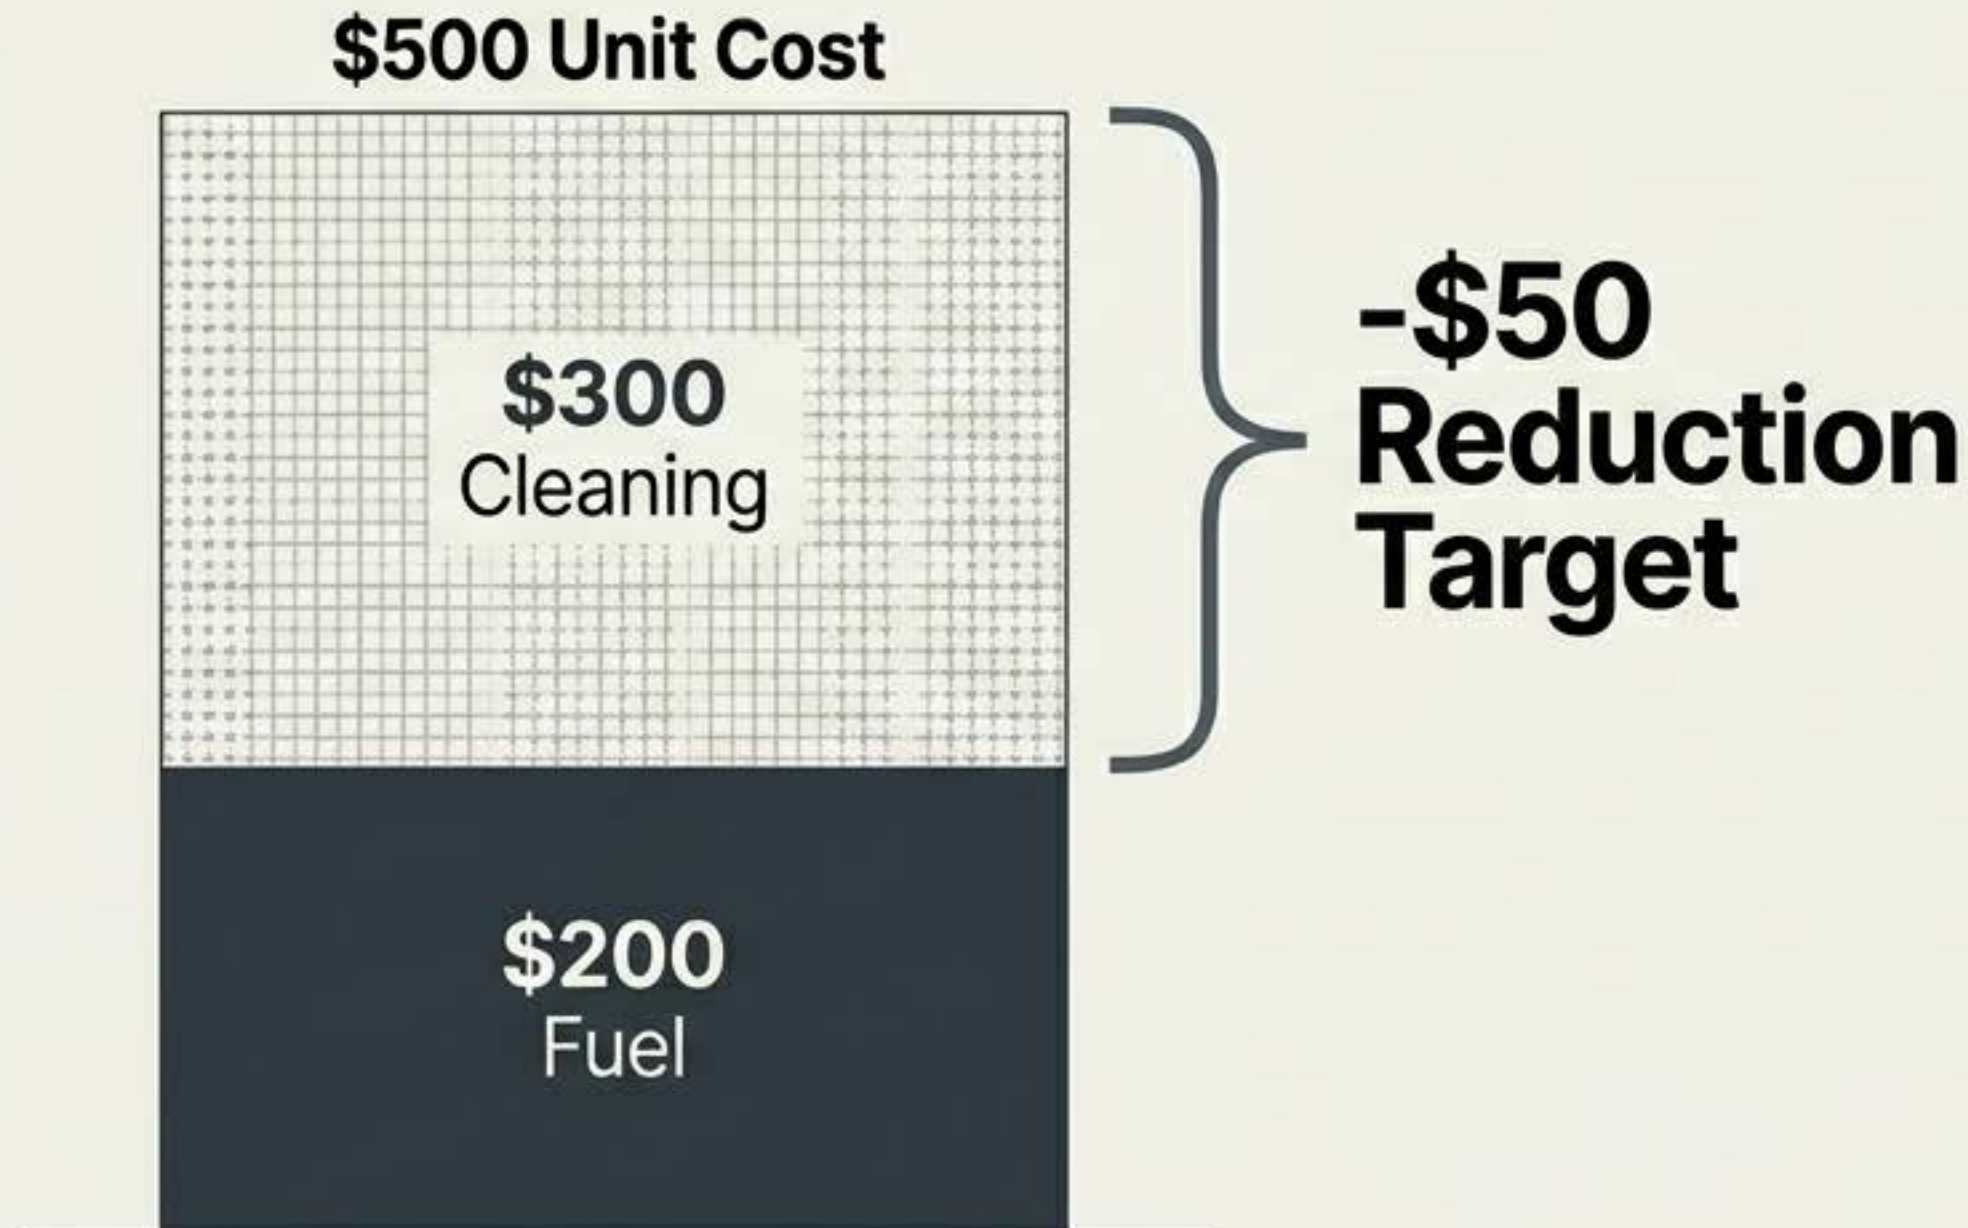 $500 Unit Cost
$300
Cleaning
-$50
Reduction
Target
$200
Fuel